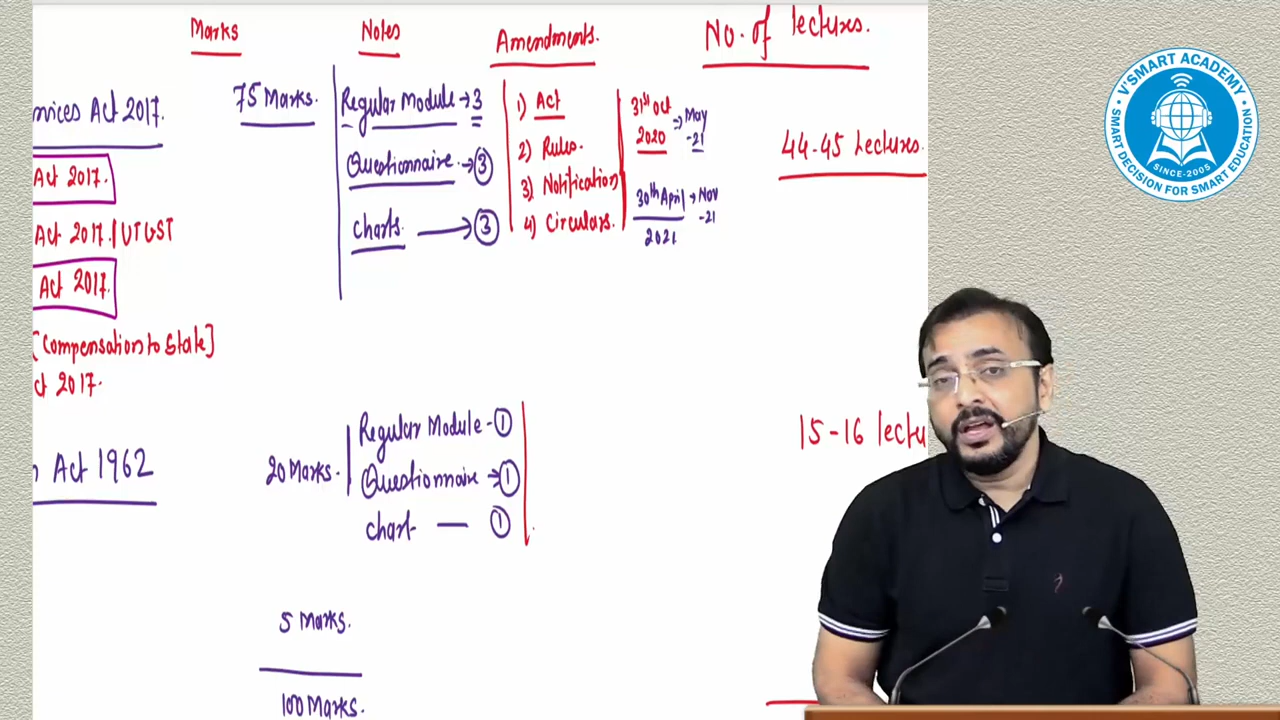 Marks
Notes
Amendments.
No. of lectures.
rvices Act 2017.
75 Marks.
Regular Module → 3
Questionnaire → 3
charts. → 3
1) Act
2) Rules.
3) Notification
4) Circulars.
31st Oct
2020
→ May
-21
30th April → Nov
-21
2021
44-45 Lectures.
Act 2017.
Act 2017. | UTGST
Act 2017.
[Compensation to State]
ct 2017.
Act 1962
20 Marks.
Regular Module - 1
Questionnaire → 1
chart — 1
15-16 lectu
5 Marks.
100 Marks.
V'SMART ACADEMY
SINCE-2005
SMART DECISION FOR SMART EDUCATION